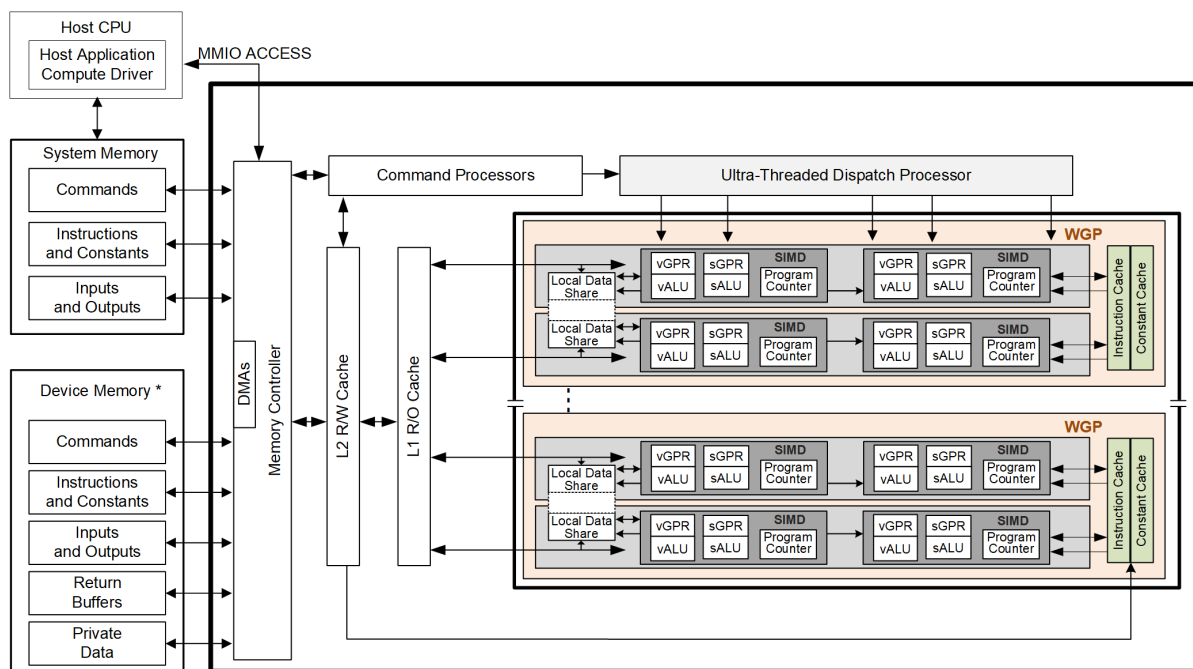 Host CPU
Host Application
Compute Driver
MMIO ACCESS
System Memory
Commands
Instructions
and Constants
Inputs
and Outputs
Device Memory *
Commands
Instructions
and Constants
Inputs
and Outputs
Return
Buffers
Private
Data
DMAs
Memory Controller
Command Processors
Ultra-Threaded Dispatch Processor
L2 R/W Cache
L1 R/O Cache
WGP
Local Data
Share
vGPR
vALU
sGPR
sALU
SIMD
Program
Counter
vGPR
vALU
sGPR
sALU
SIMD
Program
Counter
Local Data
Share
vGPR
vALU
sGPR
sALU
SIMD
Program
Counter
vGPR
vALU
sGPR
sALU
SIMD
Program
Counter
Instruction Cache
Constant Cache
WGP
Local Data
Share
vGPR
vALU
sGPR
sALU
SIMD
Program
Counter
vGPR
vALU
sGPR
sALU
SIMD
Program
Counter
Local Data
Share
vGPR
vALU
sGPR
sALU
SIMD
Program
Counter
vGPR
vALU
sGPR
sALU
SIMD
Program
Counter
Instruction Cache
Constant Cache